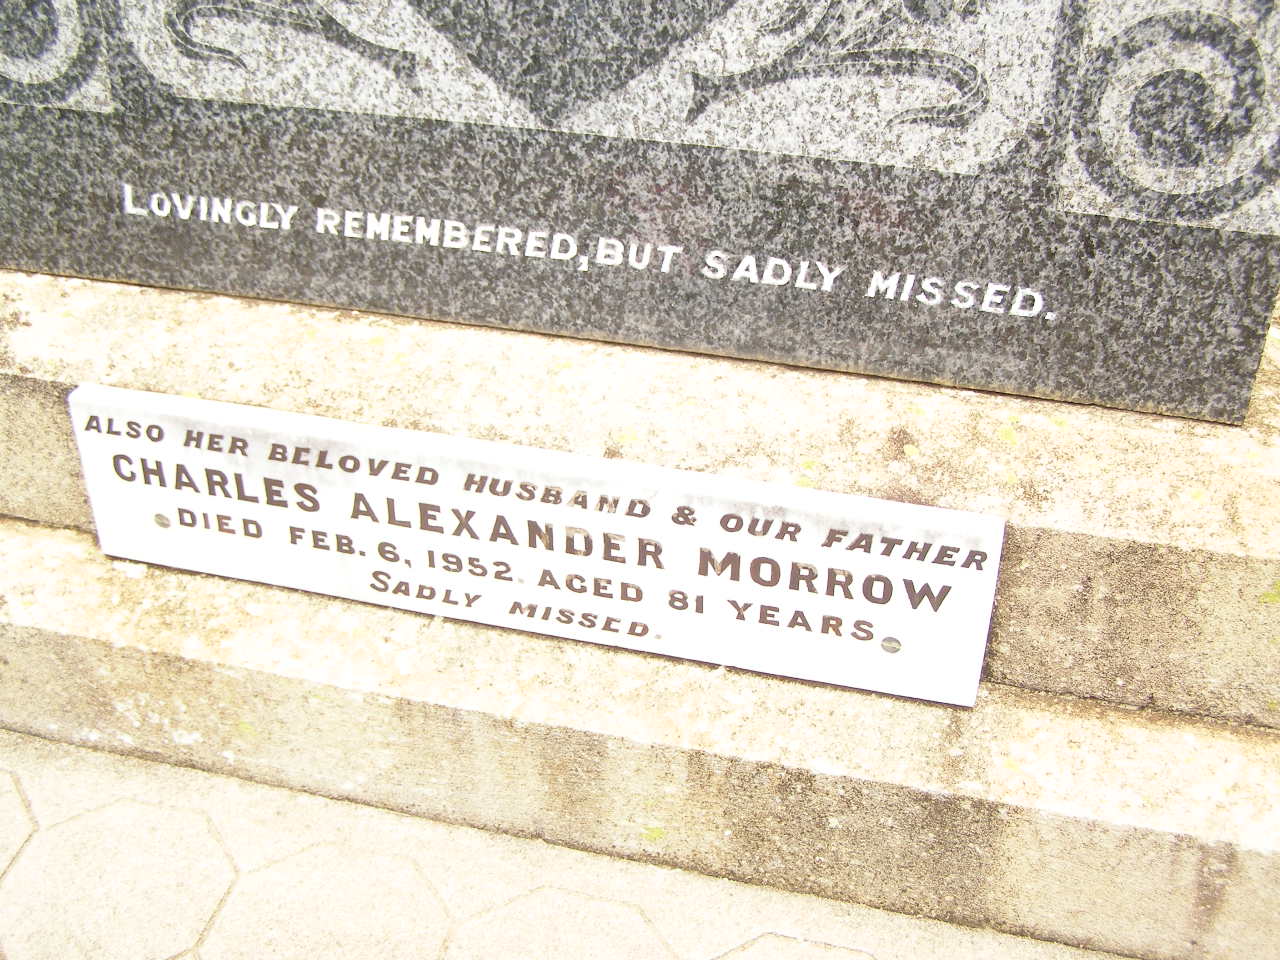 LOVINGLY REMEMBERED, BUT SADLY MISSED.
ALSO HER BELOVED HUSBAND & OUR FATHER
CHARLES ALEXANDER MORROW
DIED FEB. 6, 1952. AGED 81 YEARS
SADLY MISSED.